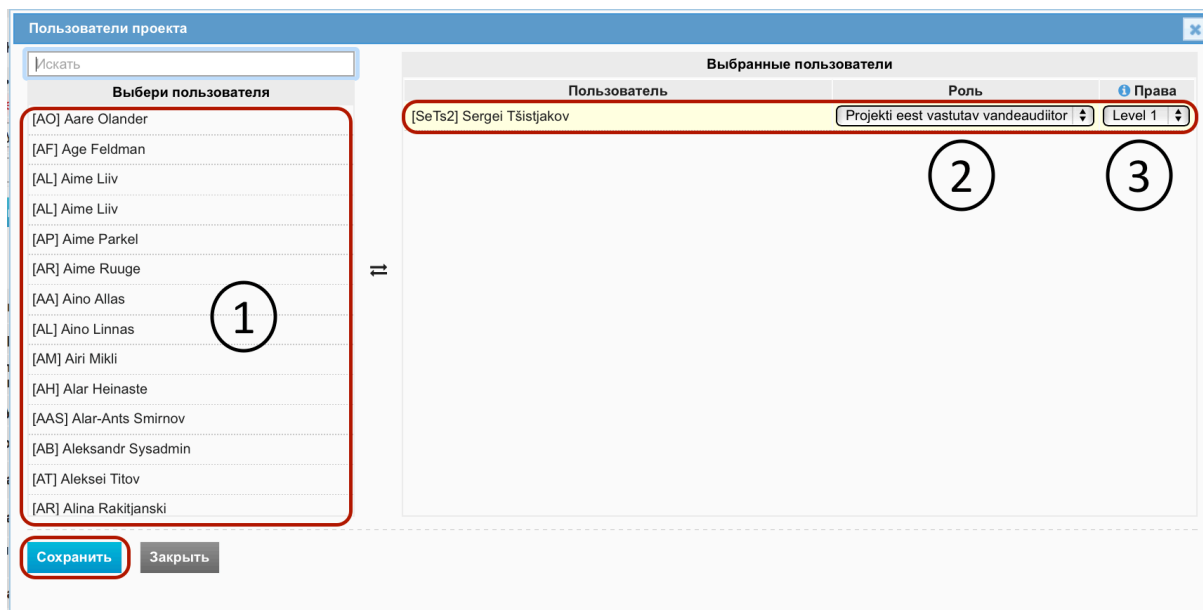 Пользователи проекта
Искать
Выбери пользователя
[AO] Aare Olander
[AF] Age Feldman
[AL] Aime Liiv
[AL] Aime Liiv
[AP] Aime Parkel
[AR] Aime Ruuge
[AA] Aino Allas
[AL] Aino Linnas
[AM] Airi Mikli
[AH] Alar Heinaste
[AAS] Alar-Ants Smirnov
[AB] Aleksandr Sysadmin
[AT] Aleksei Titov
[AR] Alina Rakitjanski
1
Выбранные пользователи
Пользователь Роль Права
[SeTs2] Sergei Tšistjakov Projekti eest vastutav vandeaudiitor Level 1
2 3
Сохранить Закрыть